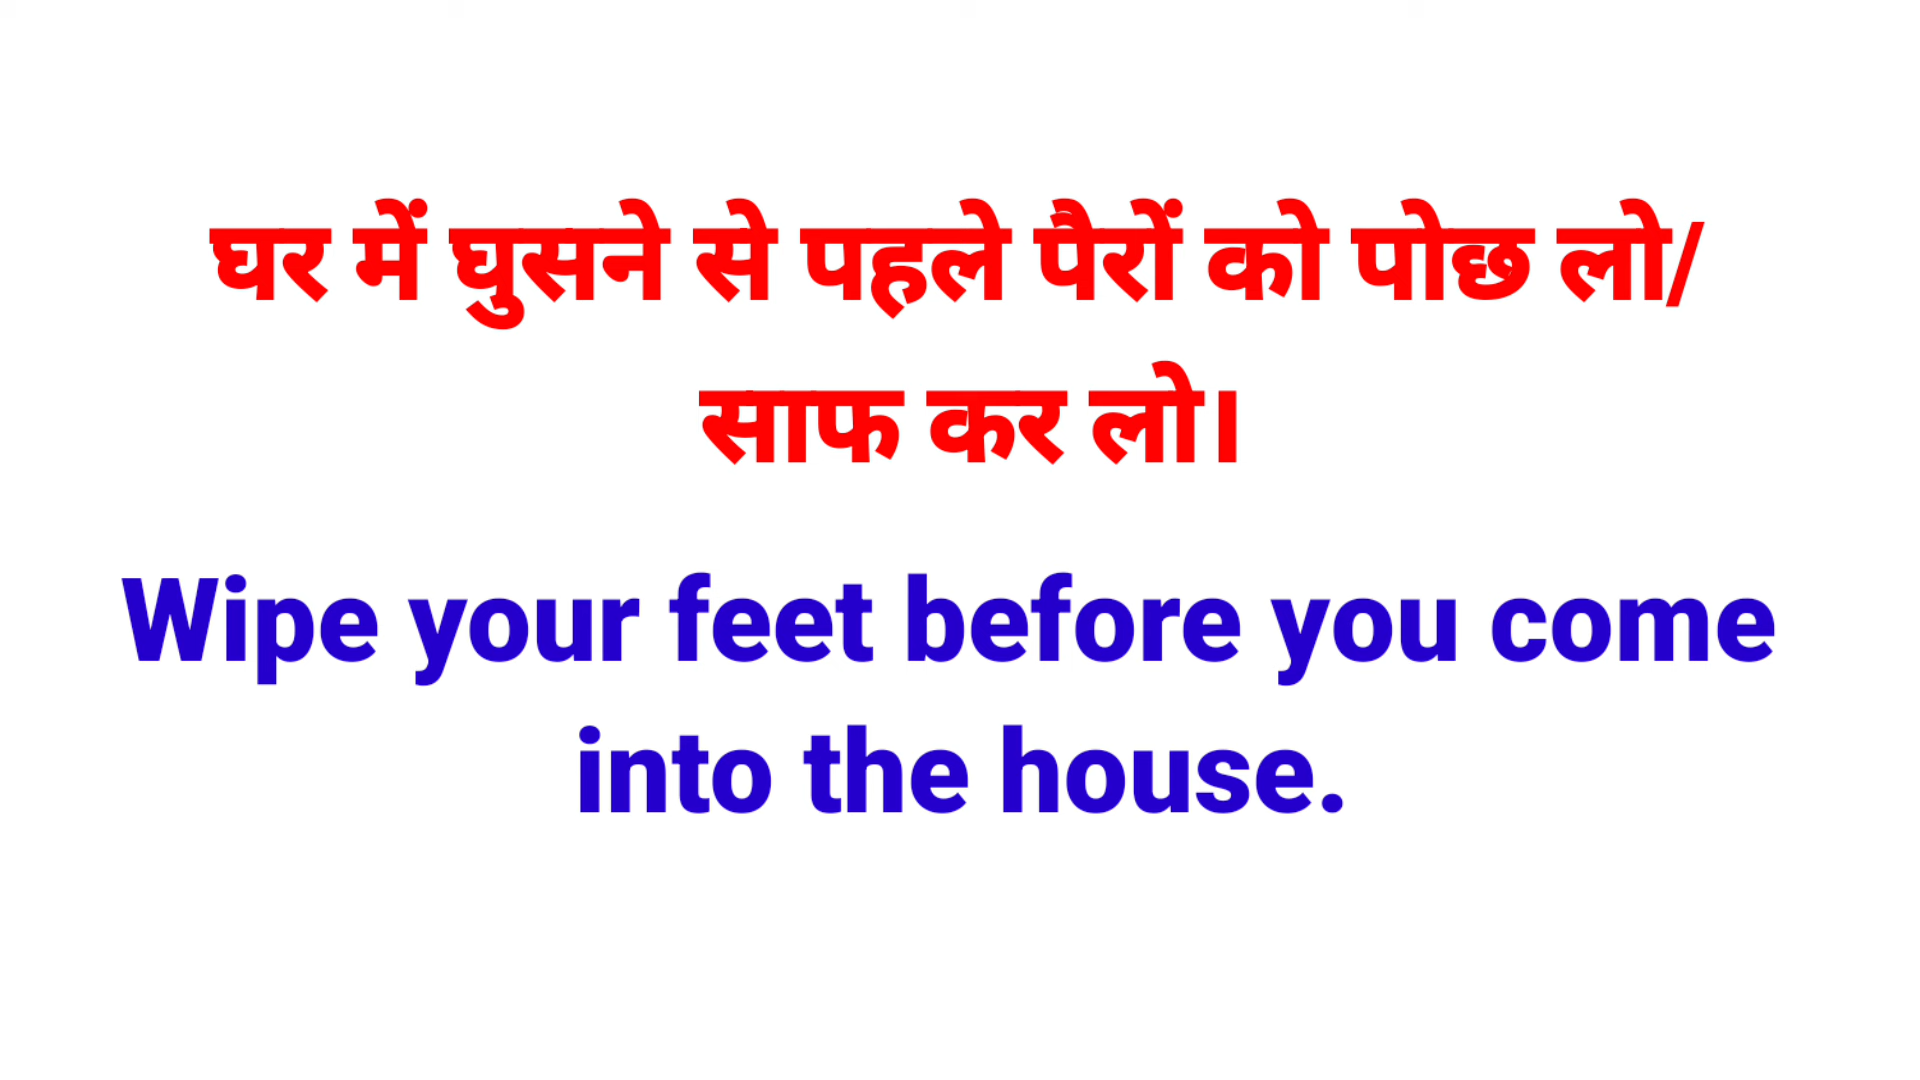 घर में घुसने से पहले पैरों को पोछ लो/
साफ कर लो।
Wipe your feet before you come
into the house.